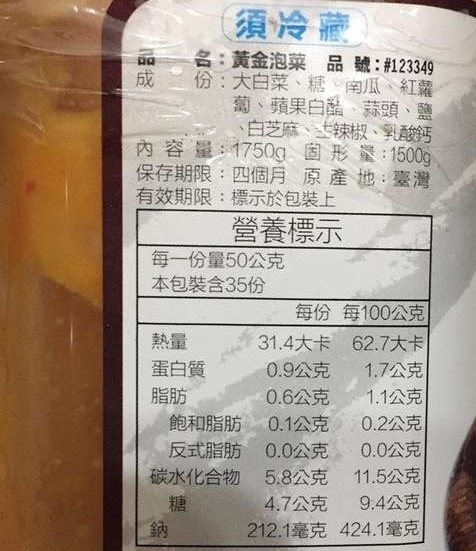 須冷藏
品 名：黃金泡菜 品 號：#123349
成 份：大白菜、糖、南瓜、紅蘿
蔔、蘋果白醋、蒜頭、鹽
、白芝麻、生辣椒、乳酸鈣
內容量：1750g 固形量：1500g
保存期限：四個月 原產地：臺灣
有效期限：標示於包裝上
營養標示
每一份量50公克
本包裝含35份
每份 每100公克
熱量 31.4大卡 62.7大卡
蛋白質 0.9公克 1.7公克
脂肪 0.6公克 1.1公克
飽和脂肪 0.1公克 0.2公克
反式脂肪 0.0公克 0.0公克
碳水化合物 5.8公克 11.5公克
糖 4.7公克 9.4公克
鈉 212.1毫克 424.1毫克